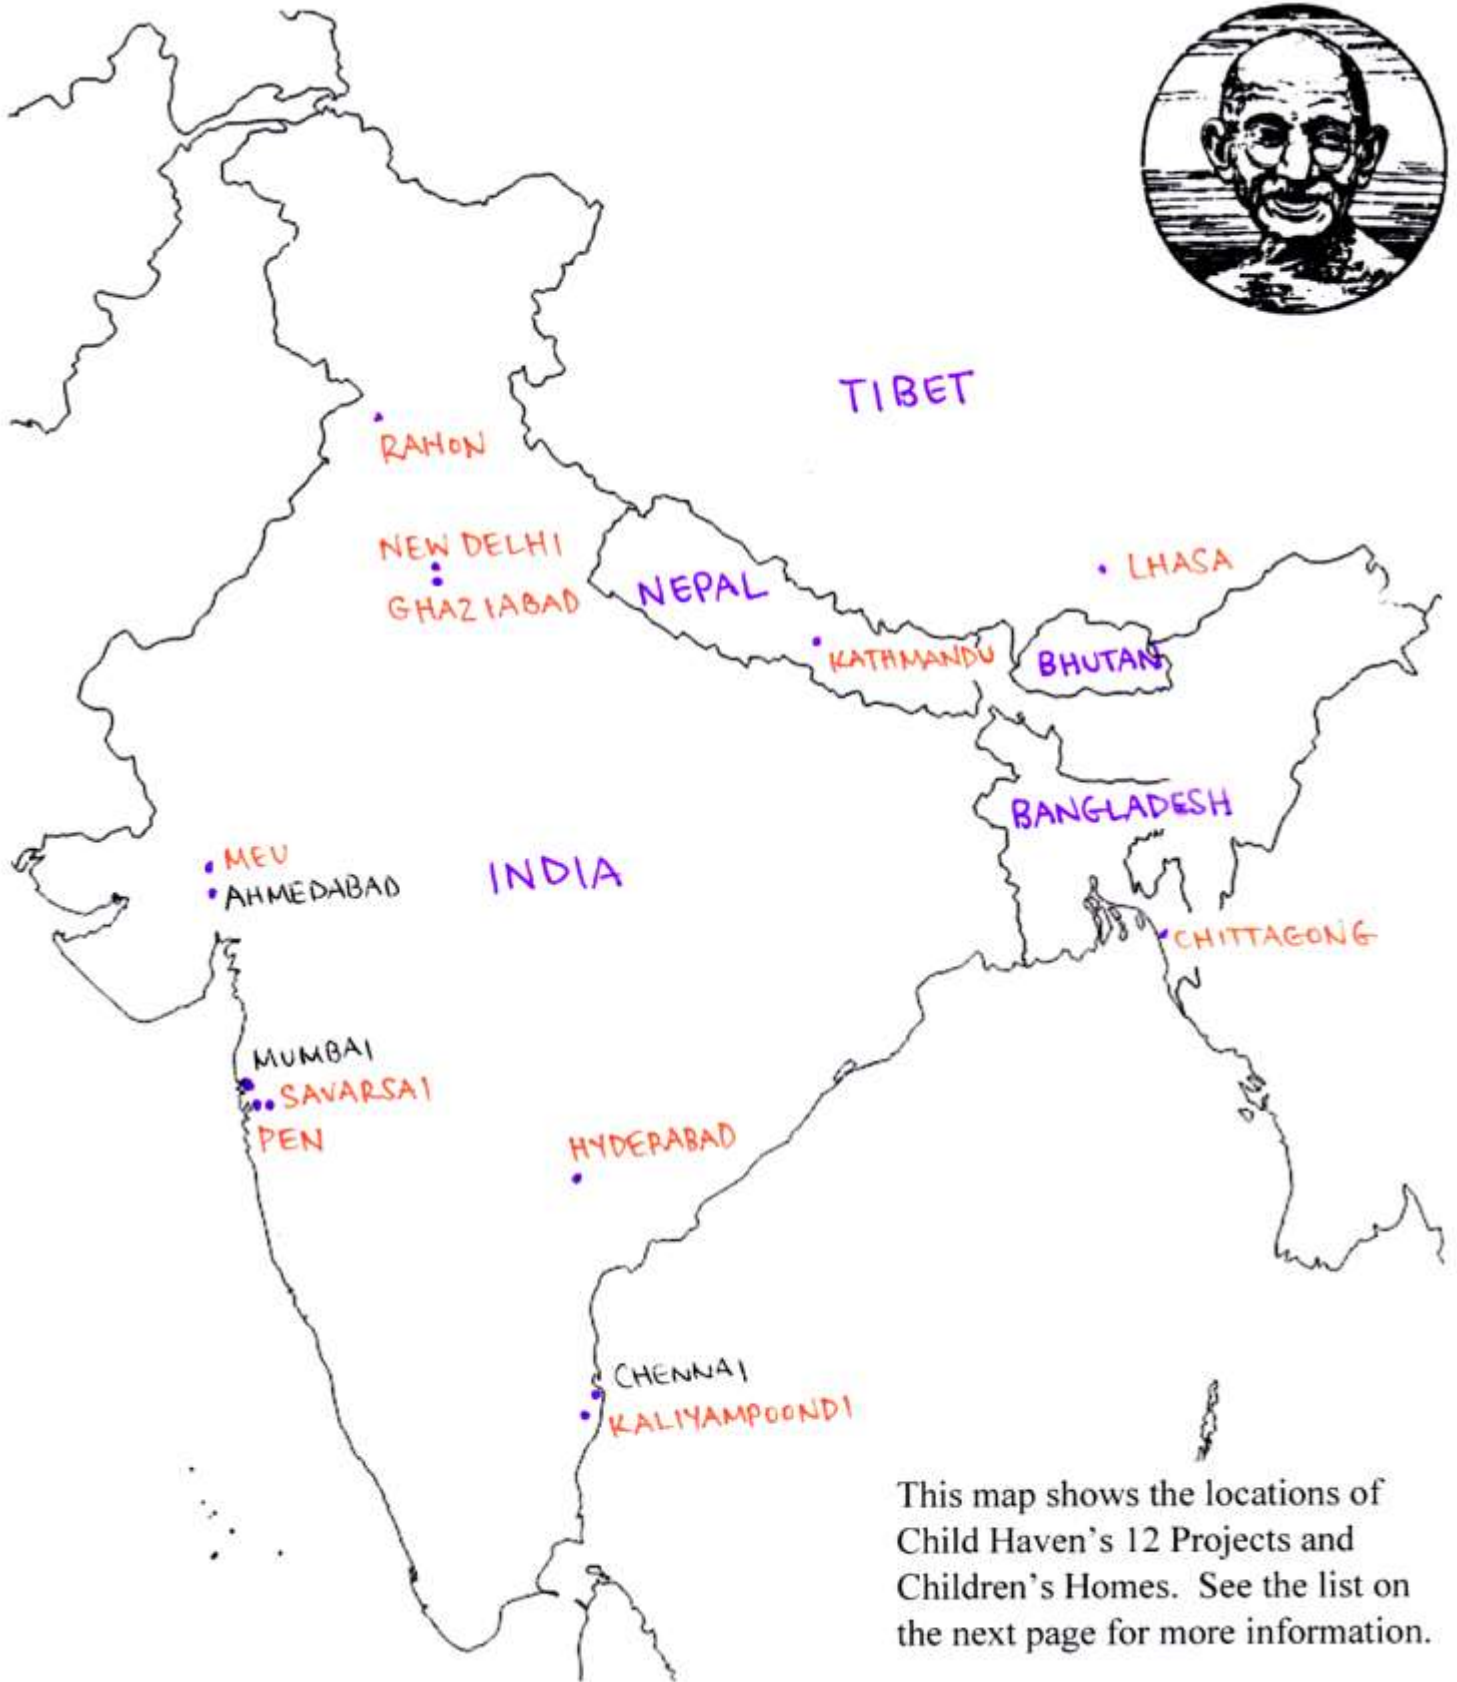 TIBET
RAHON
NEW DELHI
GHAZIABAD
NEPAL
LHASA
KATHMANDU
BHUTAN
BANGLADESH
MEU
AHMEDABAD
INDIA
CHITTAGONG
MUMBAI
SAVARSAI
PEN
HYDERABAD
CHENNAI
KALIYAMPOONDI
This map shows the locations of
Child Haven's 12 Projects and
Children's Homes. See the list on
the next page for more information.